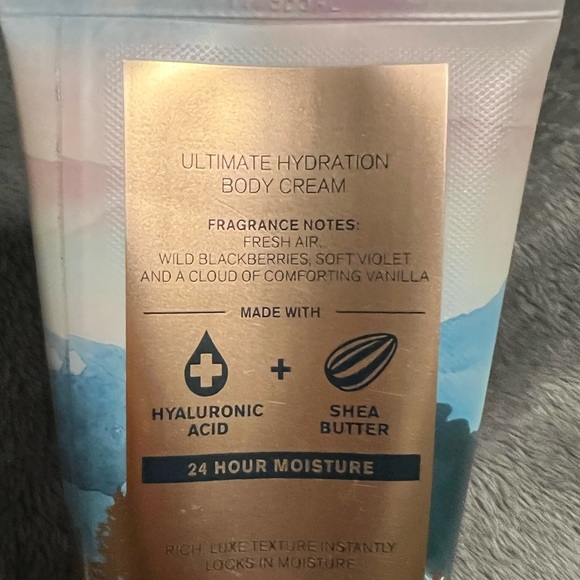 ULTIMATE HYDRATION
BODY CREAM
FRAGRANCE NOTES:
FRESH AIR,
WILD BLACKBERRIES, SOFT VIOLET
AND A CLOUD OF COMFORTING VANILLA
MADE WITH
HYALURONIC
ACID
+
SHEA
BUTTER
24 HOUR MOISTURE
RICH, LUXE TEXTURE INSTANTLY
LOCKS IN MOISTURE